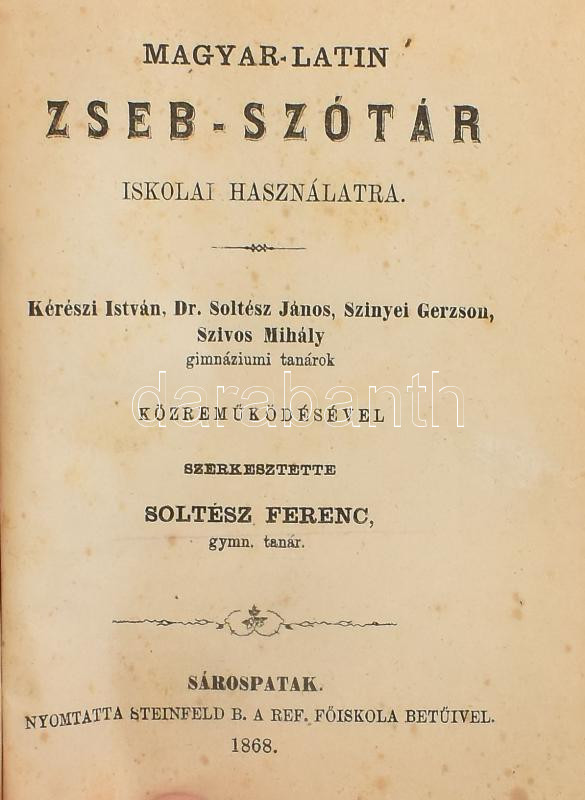 MAGYAR-LATIN
ZSEB-SZÓTÁR
ISKOLAI HASZNÁLATRA.
Kérészi István, Dr. Soltész János, Szinyei Gerzson,
Szivos Mihály
gimnáziumi tanárok
darabanth
KÖZREMŰKÖDÉSÉVEL
SZERKESZTETTE
SOLTÉSZ FERENC,
gymn. tanár.
SÁROSPATAK.
NYOMTATTA STEINFELD B. A REF. FŐISKOLA BETŰIVEL.
1868.